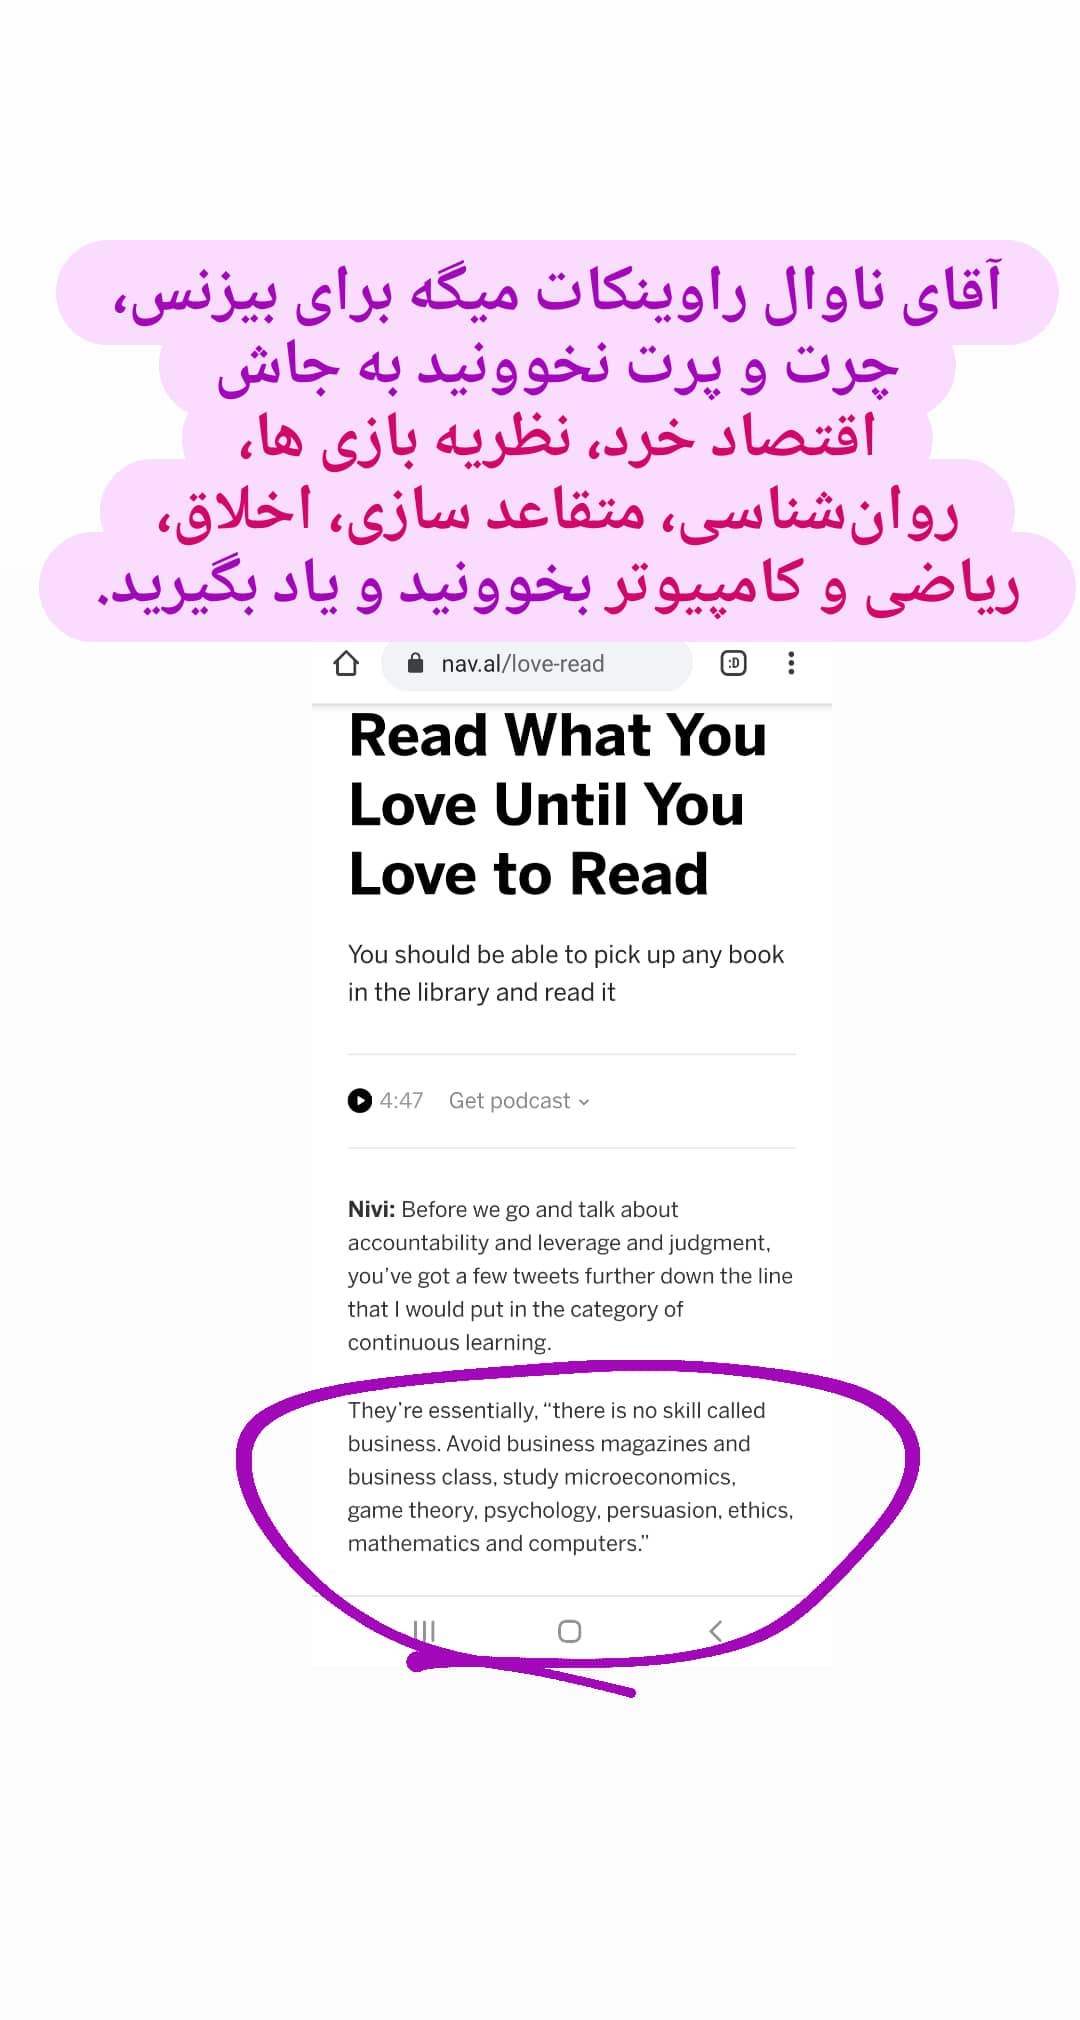 آقای ناوال راوینکات میگه برای بیزنس،
چرت و پرت نخوونید به جاش
اقتصاد خرد، نظریه بازی ها،
روان‌شناسی، متقاعد سازی، اخلاق،
ریاضی و کامپیوتر بخوونید و یاد بگیرید.
nav.al/love-read
:D
Read What You
Love Until You
Love to Read
You should be able to pick up any book
in the library and read it
4:47 Get podcast
Nivi: Before we go and talk about
accountability and leverage and judgment,
you’ve got a few tweets further down the line
that I would put in the category of
continuous learning.
They’re essentially, “there is no skill called
business. Avoid business magazines and
business class, study microeconomics,
game theory, psychology, persuasion, ethics,
mathematics and computers.”